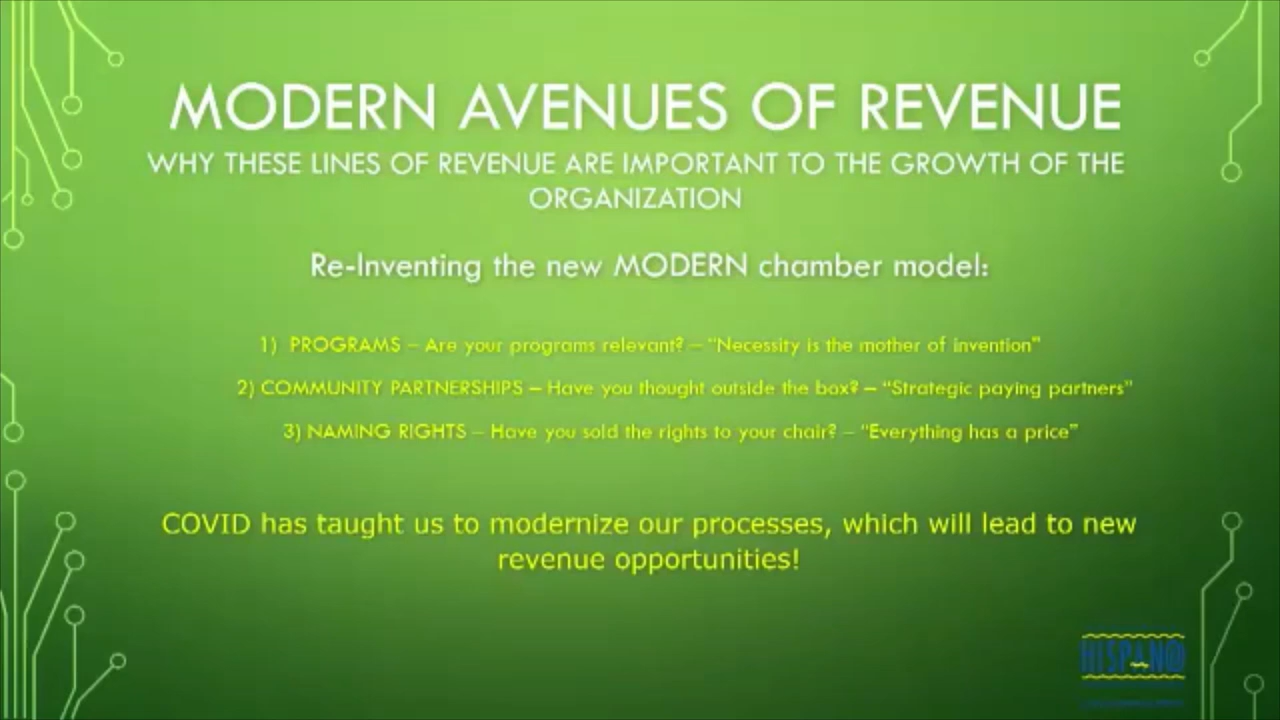 MODERN AVENUES OF REVENUE
WHY THESE LINES OF REVENUE ARE IMPORTANT TO THE GROWTH OF THE
ORGANIZATION
Re-Inventing the new MODERN chamber model:
1) PROGRAMS – Are your programs relevant? – "Necessity is the mother of invention"
2) COMMUNITY PARTNERSHIPS – Have you thought outside the box? – "Strategic paying partners"
3) NAMING RIGHTS – Have you sold the rights to your chair? – "Everything has a price"
COVID has taught us to modernize our processes, which will lead to new
revenue opportunities!
HISPANO